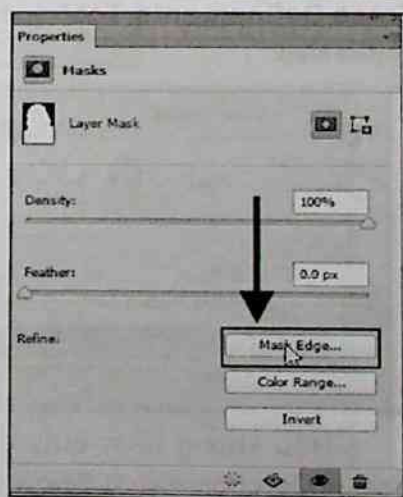 Properties
Masks
Layer Mask
Density: 100%
Feather: 0.0 px
Refine: Mask Edge...
Color Range...
Invert